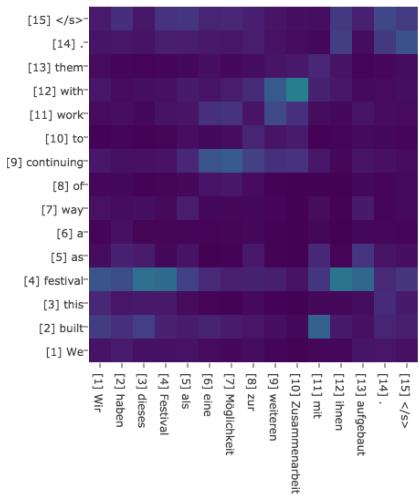 [15] </s>
[14] .
[13] them
[12] with
[11] work
[10] to
[9] continuing
[8] of
[7] way
[6] a
[5] as
[4] festival
[3] this
[2] built
[1] We
[1] Wir
[2] haben
[3] dieses
[4] Festival
[5] als
[6] eine
[7] Möglichkeit
[8] zur
[9] weiteren
[10] Zusammenarbeit
[11] mit
[12] ihnen
[13] aufgebaut
[14] .
[15] </s>